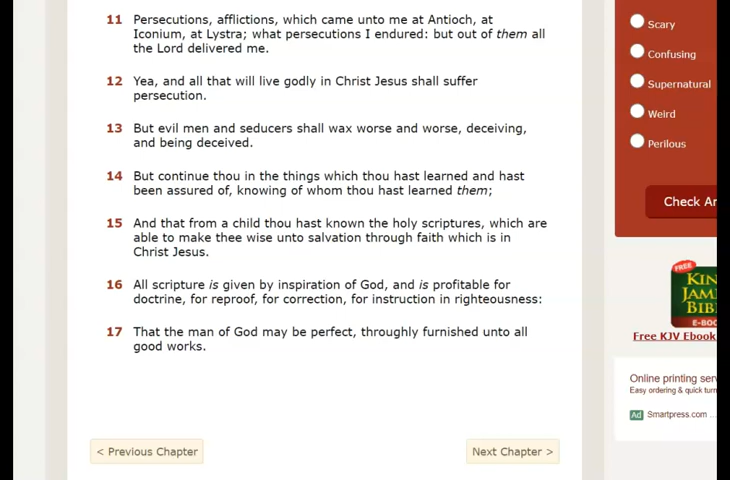 11 Persecutions, afflictions, which came unto me at Antioch, at
Iconium, at Lystra; what persecutions I endured: but out of them all
the Lord delivered me.
12 Yea, and all that will live godly in Christ Jesus shall suffer
persecution.
13 But evil men and seducers shall wax worse and worse, deceiving,
and being deceived.
14 But continue thou in the things which thou hast learned and hast
been assured of, knowing of whom thou hast learned them;
15 And that from a child thou hast known the holy scriptures, which are
able to make thee wise unto salvation through faith which is in
Christ Jesus.
16 All scripture is given by inspiration of God, and is profitable for
doctrine, for reproof, for correction, for instruction in righteousness:
17 That the man of God may be perfect, throughly furnished unto all
good works.
< Previous Chapter
Next Chapter >
Scary
Confusing
Supernatural
Weird
Perilous
Check
FREE
BIB
E-BO
Free KJV Ebook
Online printing
Easy ordering & quick
Ad Smartpress.com